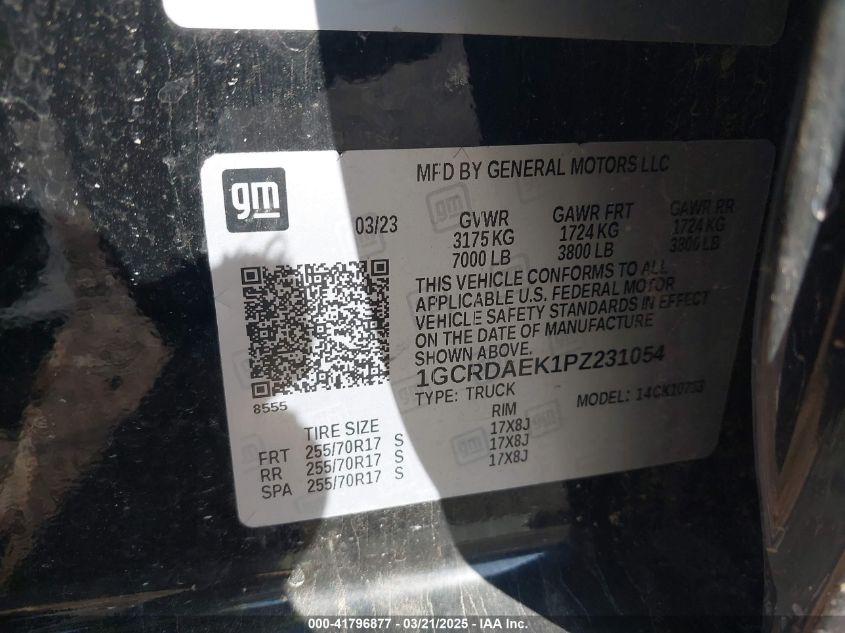 gm
MFD BY GENERAL MOTORS LLC
03/23
GVWR GAWR FRT GAWR RR
3175 KG 1724 KG 1724 KG
7000 LB 3800 LB 3800 LB
THIS VEHICLE CONFORMS TO ALL
APPLICABLE U.S. FEDERAL MOTOR
VEHICLE SAFETY STANDARDS IN EFFECT
ON THE DATE OF MANUFACTURE
SHOWN ABOVE.
1GCRDAEK1PZ231054
TYPE: TRUCK MODEL:
8555
TIRE SIZE RIM
FRT 255/70R17 S 17X8J
RR 255/70R17 S 17X8J
SPA 255/70R17 S 17X8J
000-41796877 — 03/21/2025 — IAA Inc.